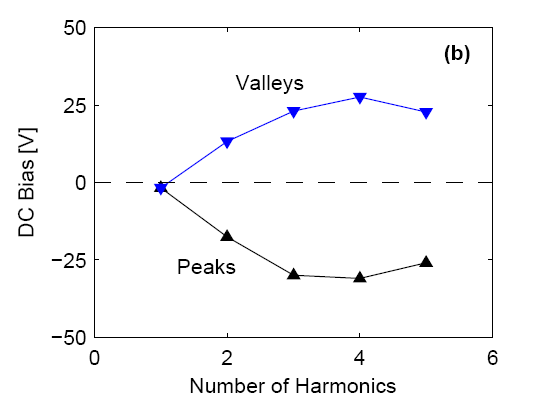 50
(b)
Valleys
25
DC Bias [V]
0
Peaks
−25
−50
0 2 4 6
Number of Harmonics